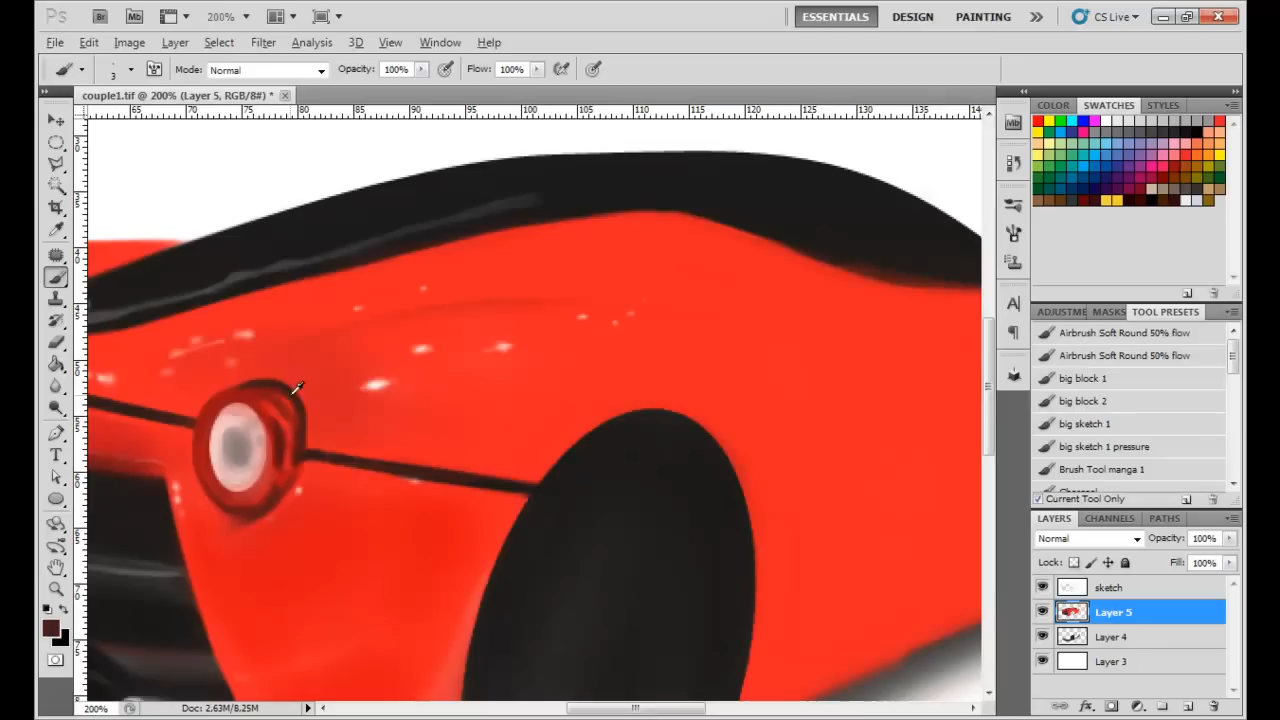 Ps Br Mb 200% ESSENTIALS DESIGN PAINTING CS Live
File Edit Image Layer Select Filter Analysis 3D View Window Help
3 Mode: Normal Opacity: 100% Flow: 100%
couple1.tif @ 200% (Layer 5, RGB/8#) *
65 70 75 80 85 90 95 100 105 110 115 120 125 130 135 14
COLOR SWATCHES STYLES
ADJUSTME MASKS TOOL PRESETS
Airbrush Soft Round 50% flow
Airbrush Soft Round 50% flow
big block 1
big block 2
big sketch 1
big sketch 1 pressure
Brush Tool manga 1
Current Tool Only
LAYERS CHANNELS PATHS
Normal Opacity: 100%
Lock: Fill: 100%
sketch
Layer 5
Layer 4
Layer 3
200% Doc: 2.63M/8.25M